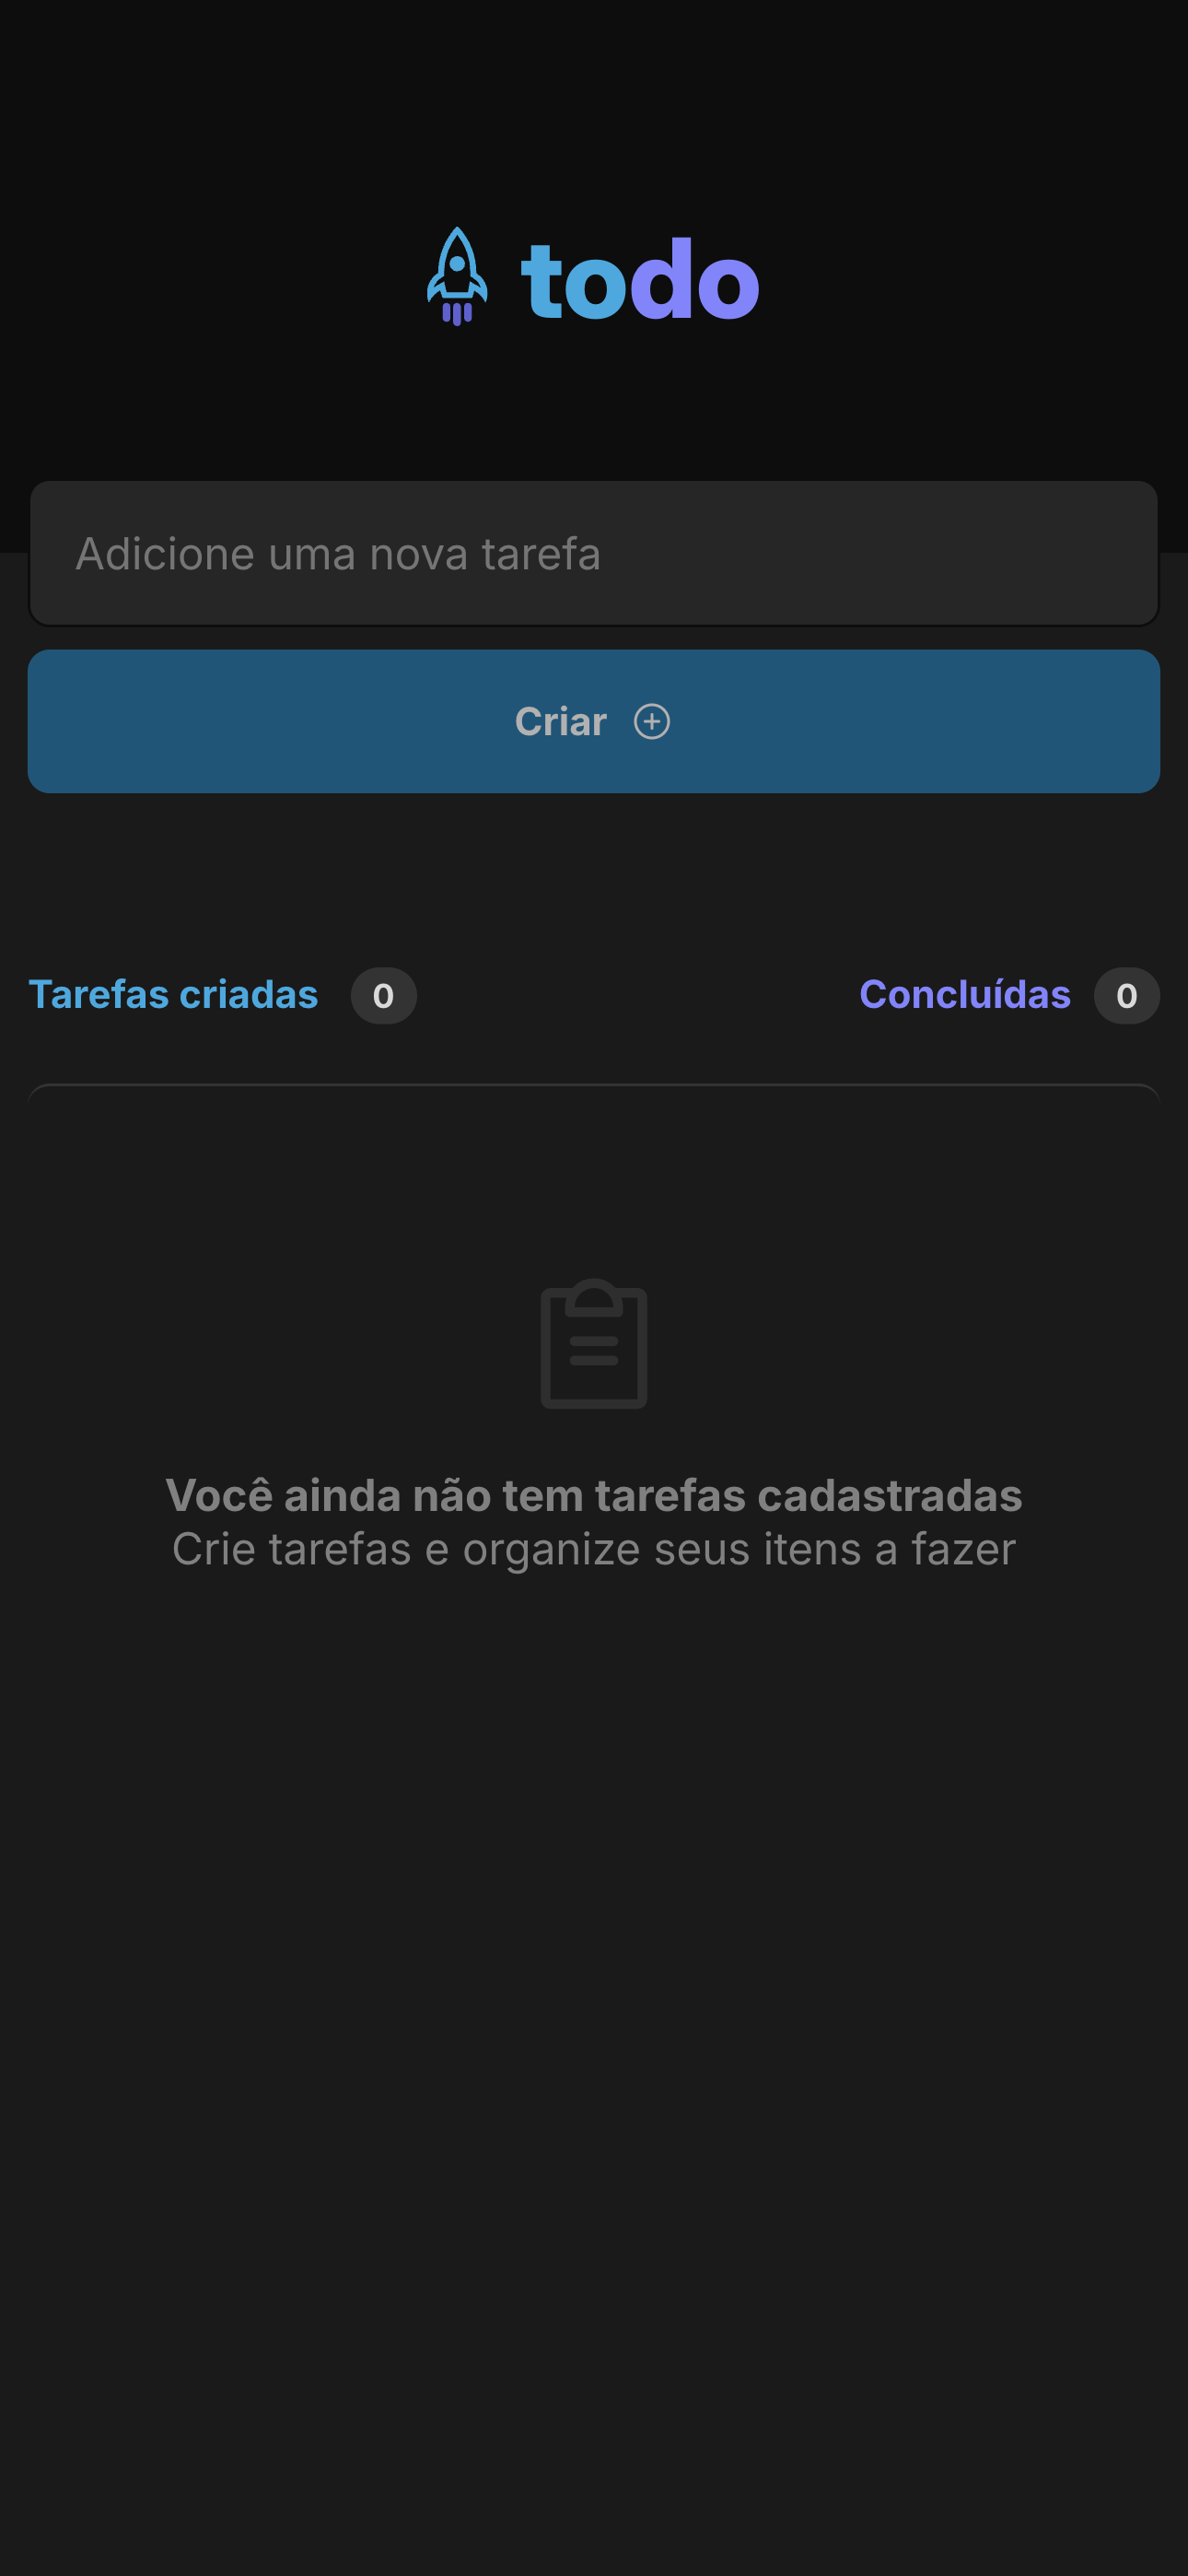 todo
Adicione uma nova tarefa
Criar
Tarefas criadas 0
Concluídas 0
Você ainda não tem tarefas cadastradas
Crie tarefas e organize seus itens a fazer